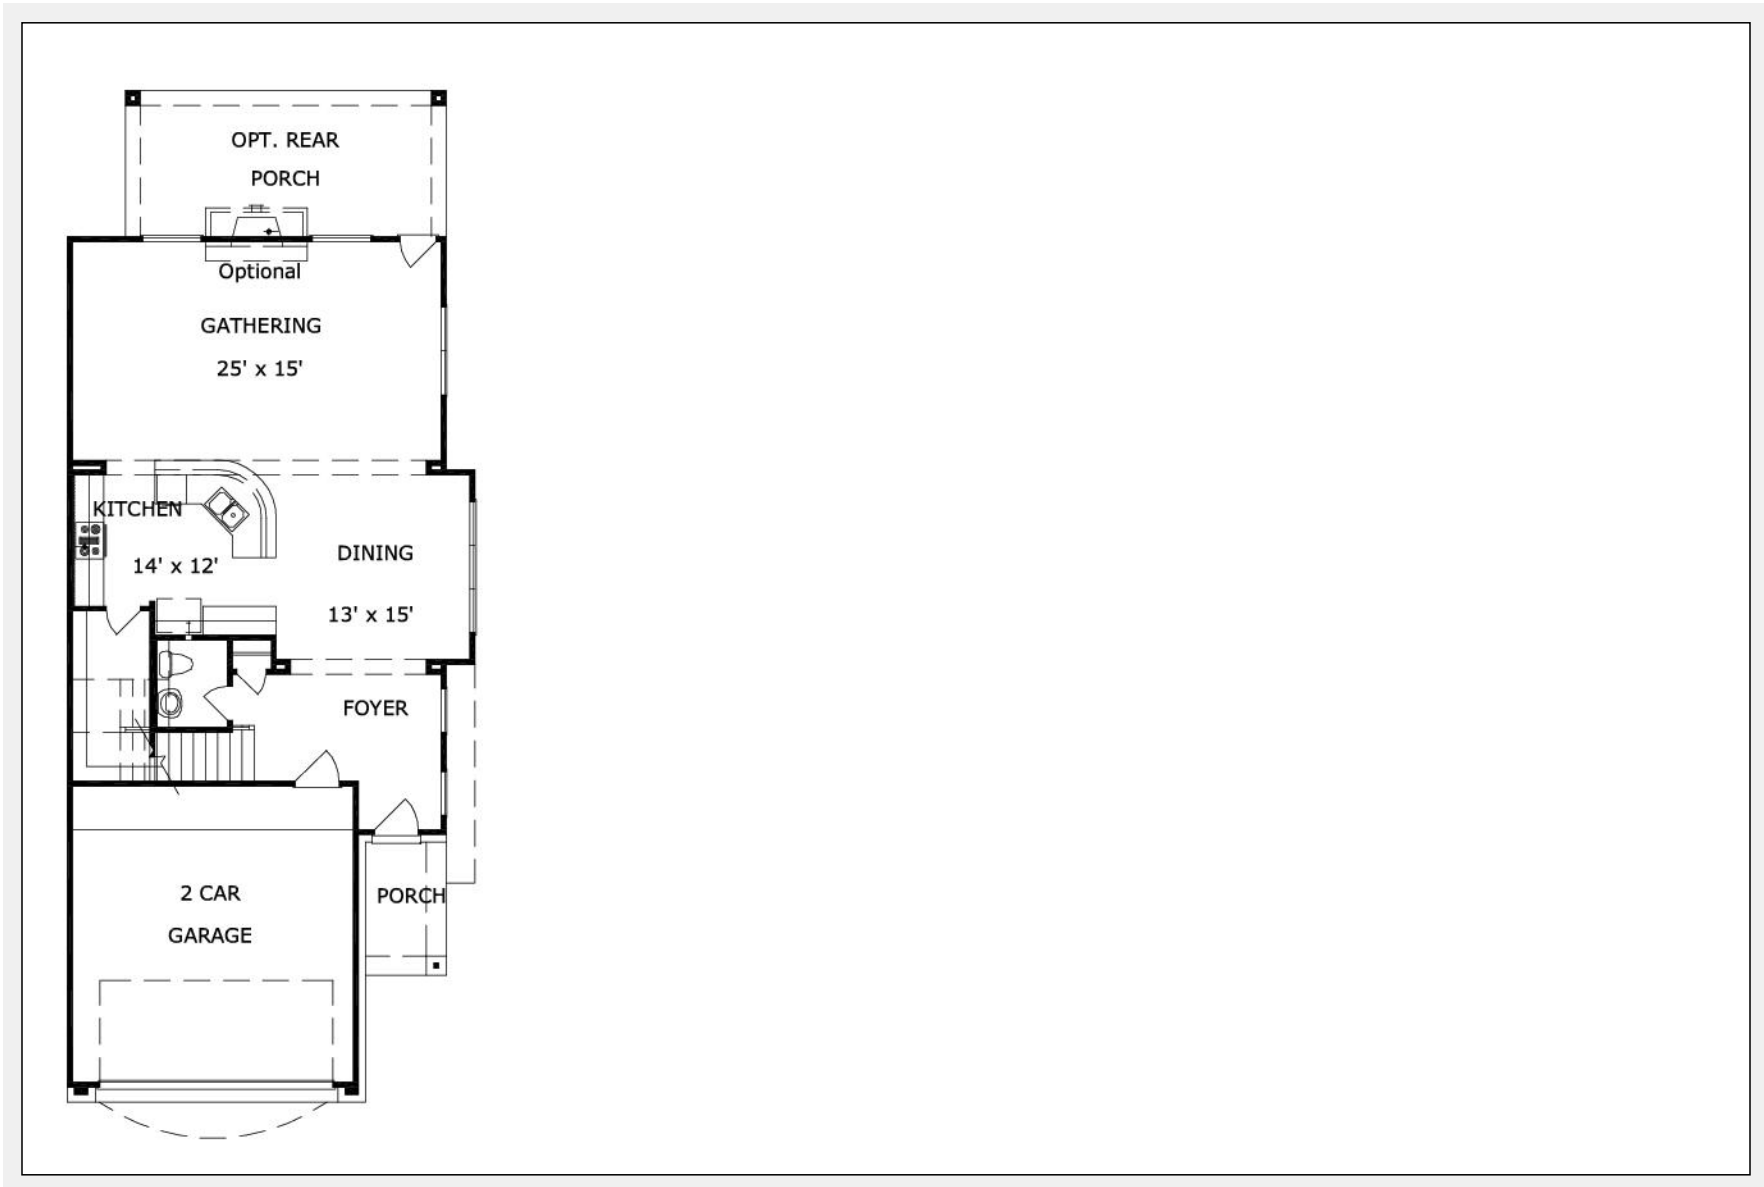 OPT. REAR
PORCH
Optional
GATHERING
25' x 15'
KITCHEN
14' x 12'
DINING
13' x 15'
FOYER
2 CAR
GARAGE
PORCH